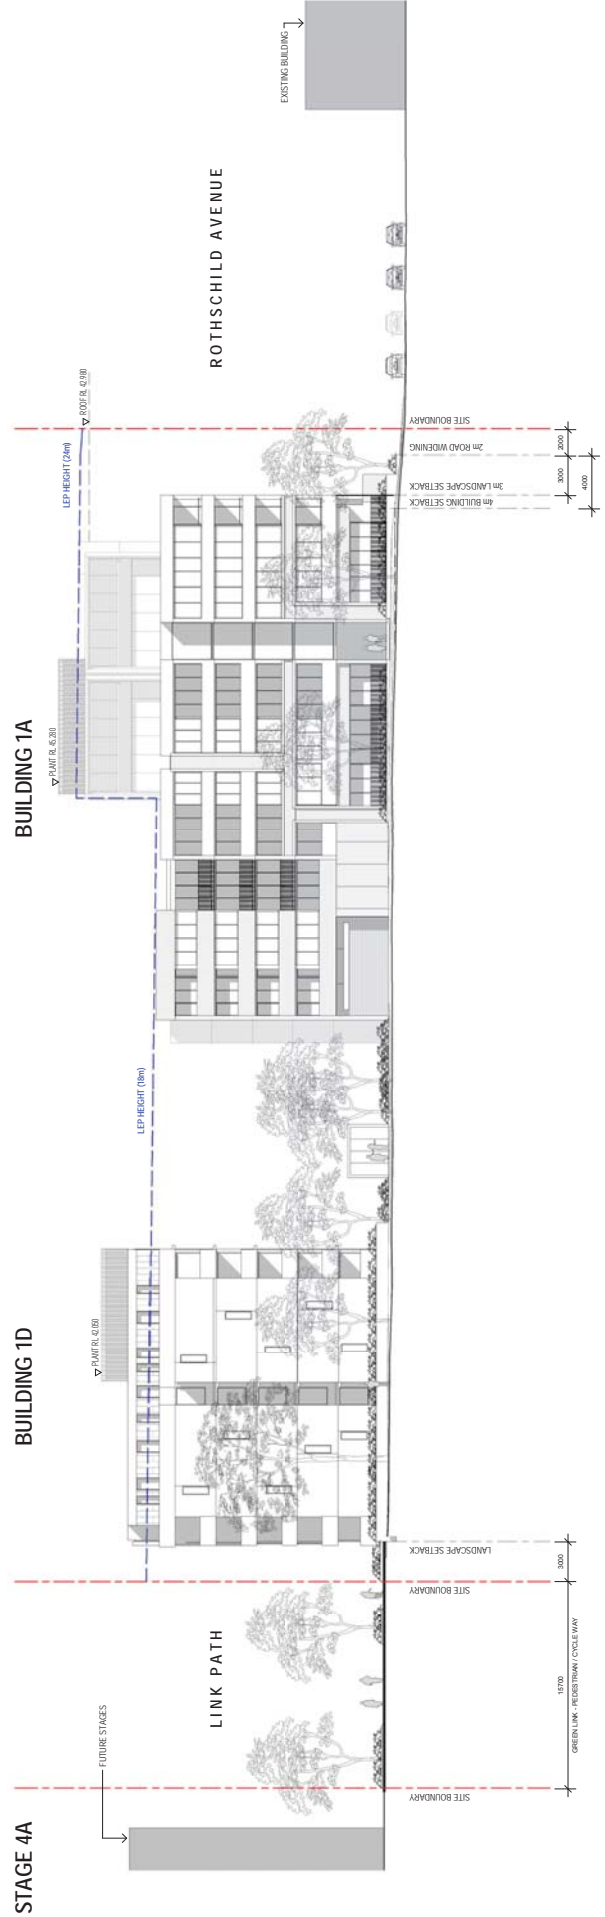 STAGE 4A
BUILDING 1D
BUILDING 1A
FUTURE STAGES
LINK PATH
PLANT RL 42.050
LEP HEIGHT (18m)
PLANT RL 45.280
LEP HEIGHT (24m)
ROOF RL 42.980
ROTHSCHILD AVENUE
EXISTING BUILDING
SITE BOUNDARY
SITE BOUNDARY
LANDSCAPE SETBACK
4m BUILDING SETBACK
3m LANDSCAPE SETBACK
2m ROAD WIDENING
SITE BOUNDARY
15700
3000
3000
2000
4000
GREEN LINK - PEDESTRIAN / CYCLE WAY